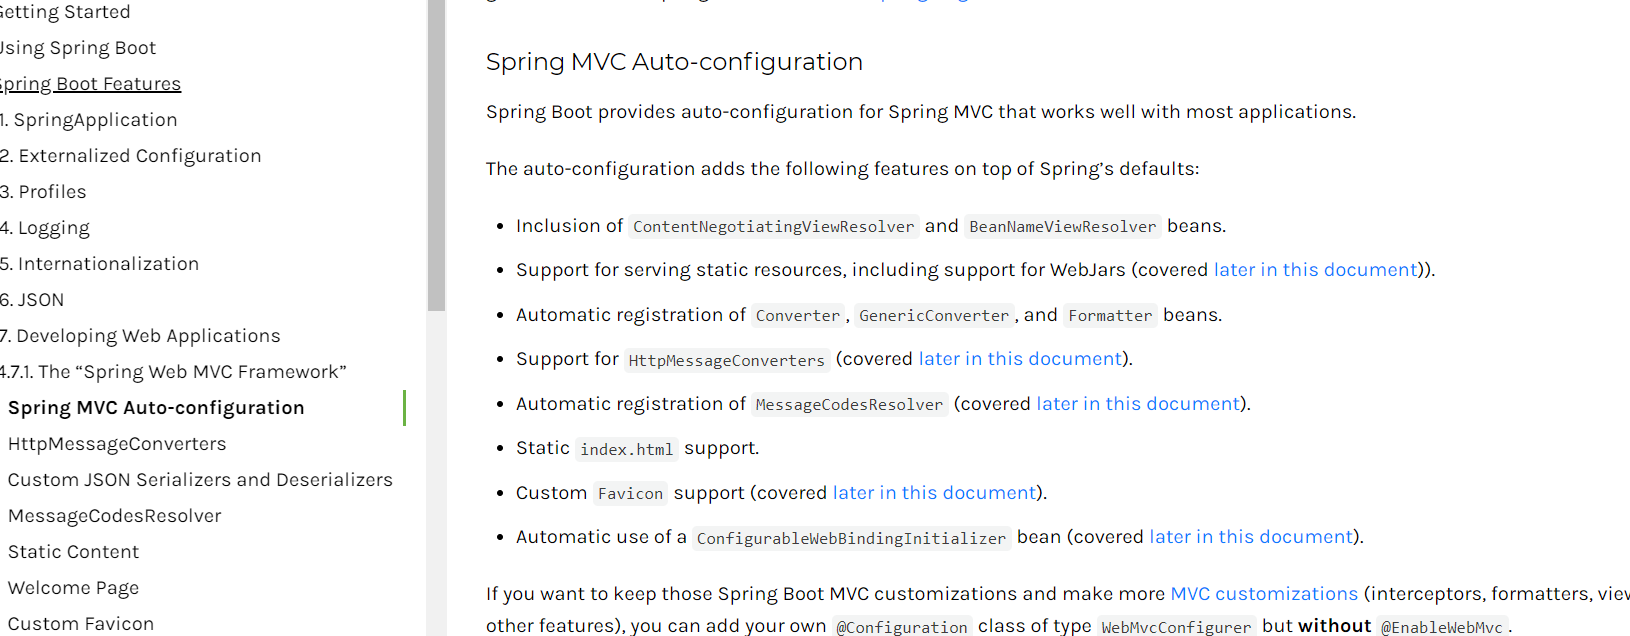 Getting Started
Using Spring Boot
Spring Boot Features
1. SpringApplication
2. Externalized Configuration
3. Profiles
4. Logging
5. Internationalization
6. JSON
7. Developing Web Applications
4.7.1. The “Spring Web MVC Framework”
Spring MVC Auto-configuration
HttpMessageConverters
Custom JSON Serializers and Deserializers
MessageCodesResolver
Static Content
Welcome Page
Custom Favicon
Spring MVC Auto-configuration
Spring Boot provides auto-configuration for Spring MVC that works well with most applications.
The auto-configuration adds the following features on top of Spring’s defaults:
• Inclusion of ContentNegotiatingViewResolver and BeanNameViewResolver beans.
• Support for serving static resources, including support for WebJars (covered later in this document)).
• Automatic registration of Converter, GenericConverter, and Formatter beans.
• Support for HttpMessageConverters (covered later in this document).
• Automatic registration of MessageCodesResolver (covered later in this document).
• Static index.html support.
• Custom Favicon support (covered later in this document).
• Automatic use of a ConfigurableWebBindingInitializer bean (covered later in this document).
If you want to keep those Spring Boot MVC customizations and make more MVC customizations (interceptors, formatters, view
other features), you can add your own @Configuration class of type WebMvcConfigurer but without @EnableWebMvc.